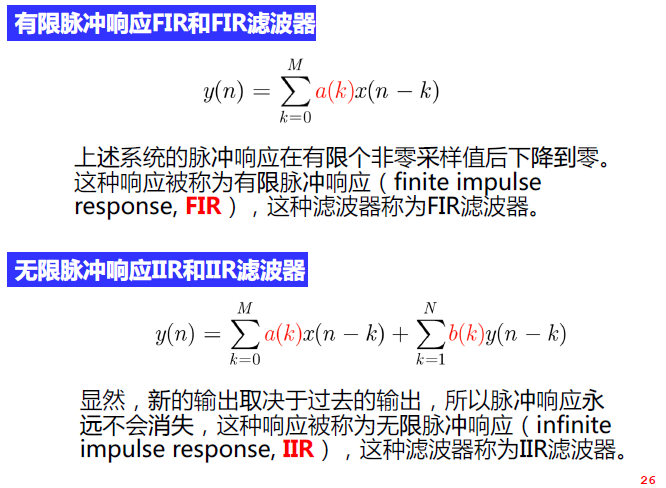 有限脉冲响应FIR和FIR滤波器
y(n) = \sum_{k=0}^{M} a(k)x(n − k)
上述系统的脉冲响应在有限个非零采样值后下降到零。
这种响应被称为有限脉冲响应（finite impulse
response, FIR），这种滤波器称为FIR滤波器。
无限脉冲响应IIR和IIR滤波器
y(n) = \sum_{k=0}^{M} a(k)x(n − k) + \sum_{k=1}^{N} b(k)y(n − k)
显然，新的输出取决于过去的输出，所以脉冲响应永
远不会消失，这种响应被称为无限脉冲响应（infinite
impulse response, IIR），这种滤波器称为IIR滤波器。
26